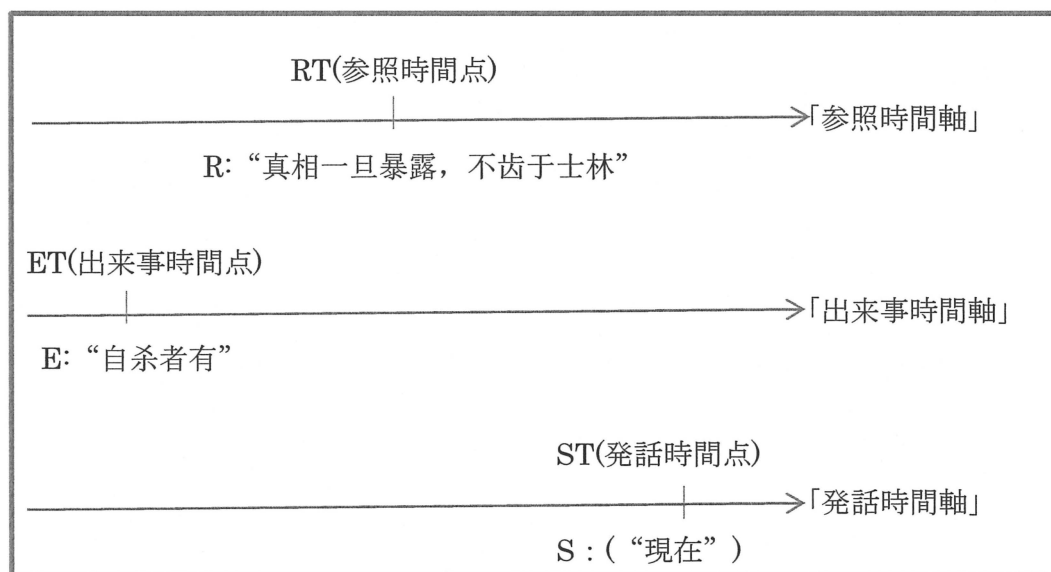 RT(参照時間点)
「参照時間軸」
R: “真相一旦暴露，不齿于士林”
ET(出来事時間点)
「出来事時間軸」
E: “自杀者有”
ST(発話時間点)
「発話時間軸」
S : ( “現在” )